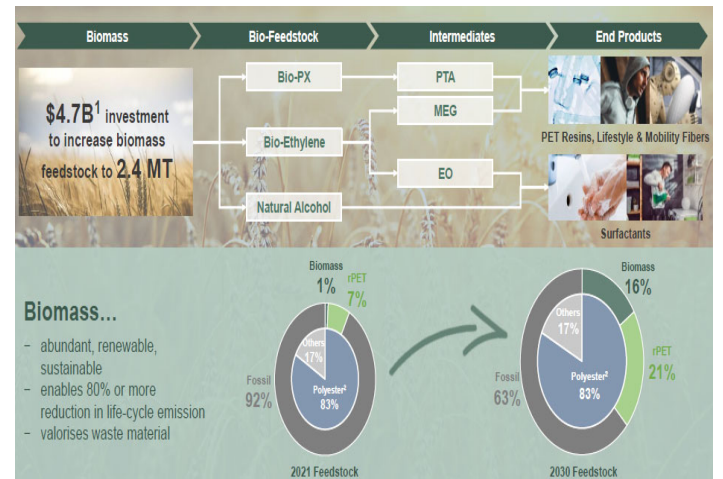 Biomass
Bio-Feedstock
Intermediates
End Products
$4.7B¹ investment
to increase biomass
feedstock to 2.4 MT
Bio-PX
Bio-Ethylene
Natural Alcohol
PTA
MEG
EO
PET Resins, Lifestyle & Mobility Fibers
Surfactants
Biomass…
– abundant, renewable,
sustainable
– enables 80% or more
reduction in life-cycle emission
– valorises waste material
Biomass
1%
rPET
7%
Others
17%
Polyester²
83%
Fossil
92%
2021 Feedstock
Biomass
16%
rPET
21%
Others
17%
Polyester²
83%
Fossil
63%
2030 Feedstock